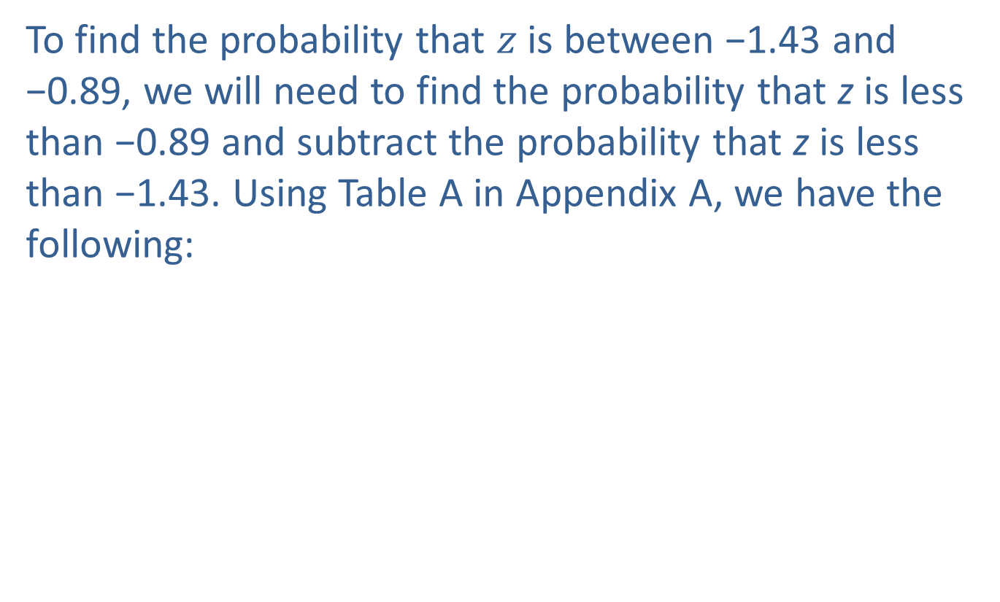 To find the probability that z is between −1.43 and
−0.89, we will need to find the probability that z is less
than −0.89 and subtract the probability that z is less
than −1.43. Using Table A in Appendix A, we have the
following: